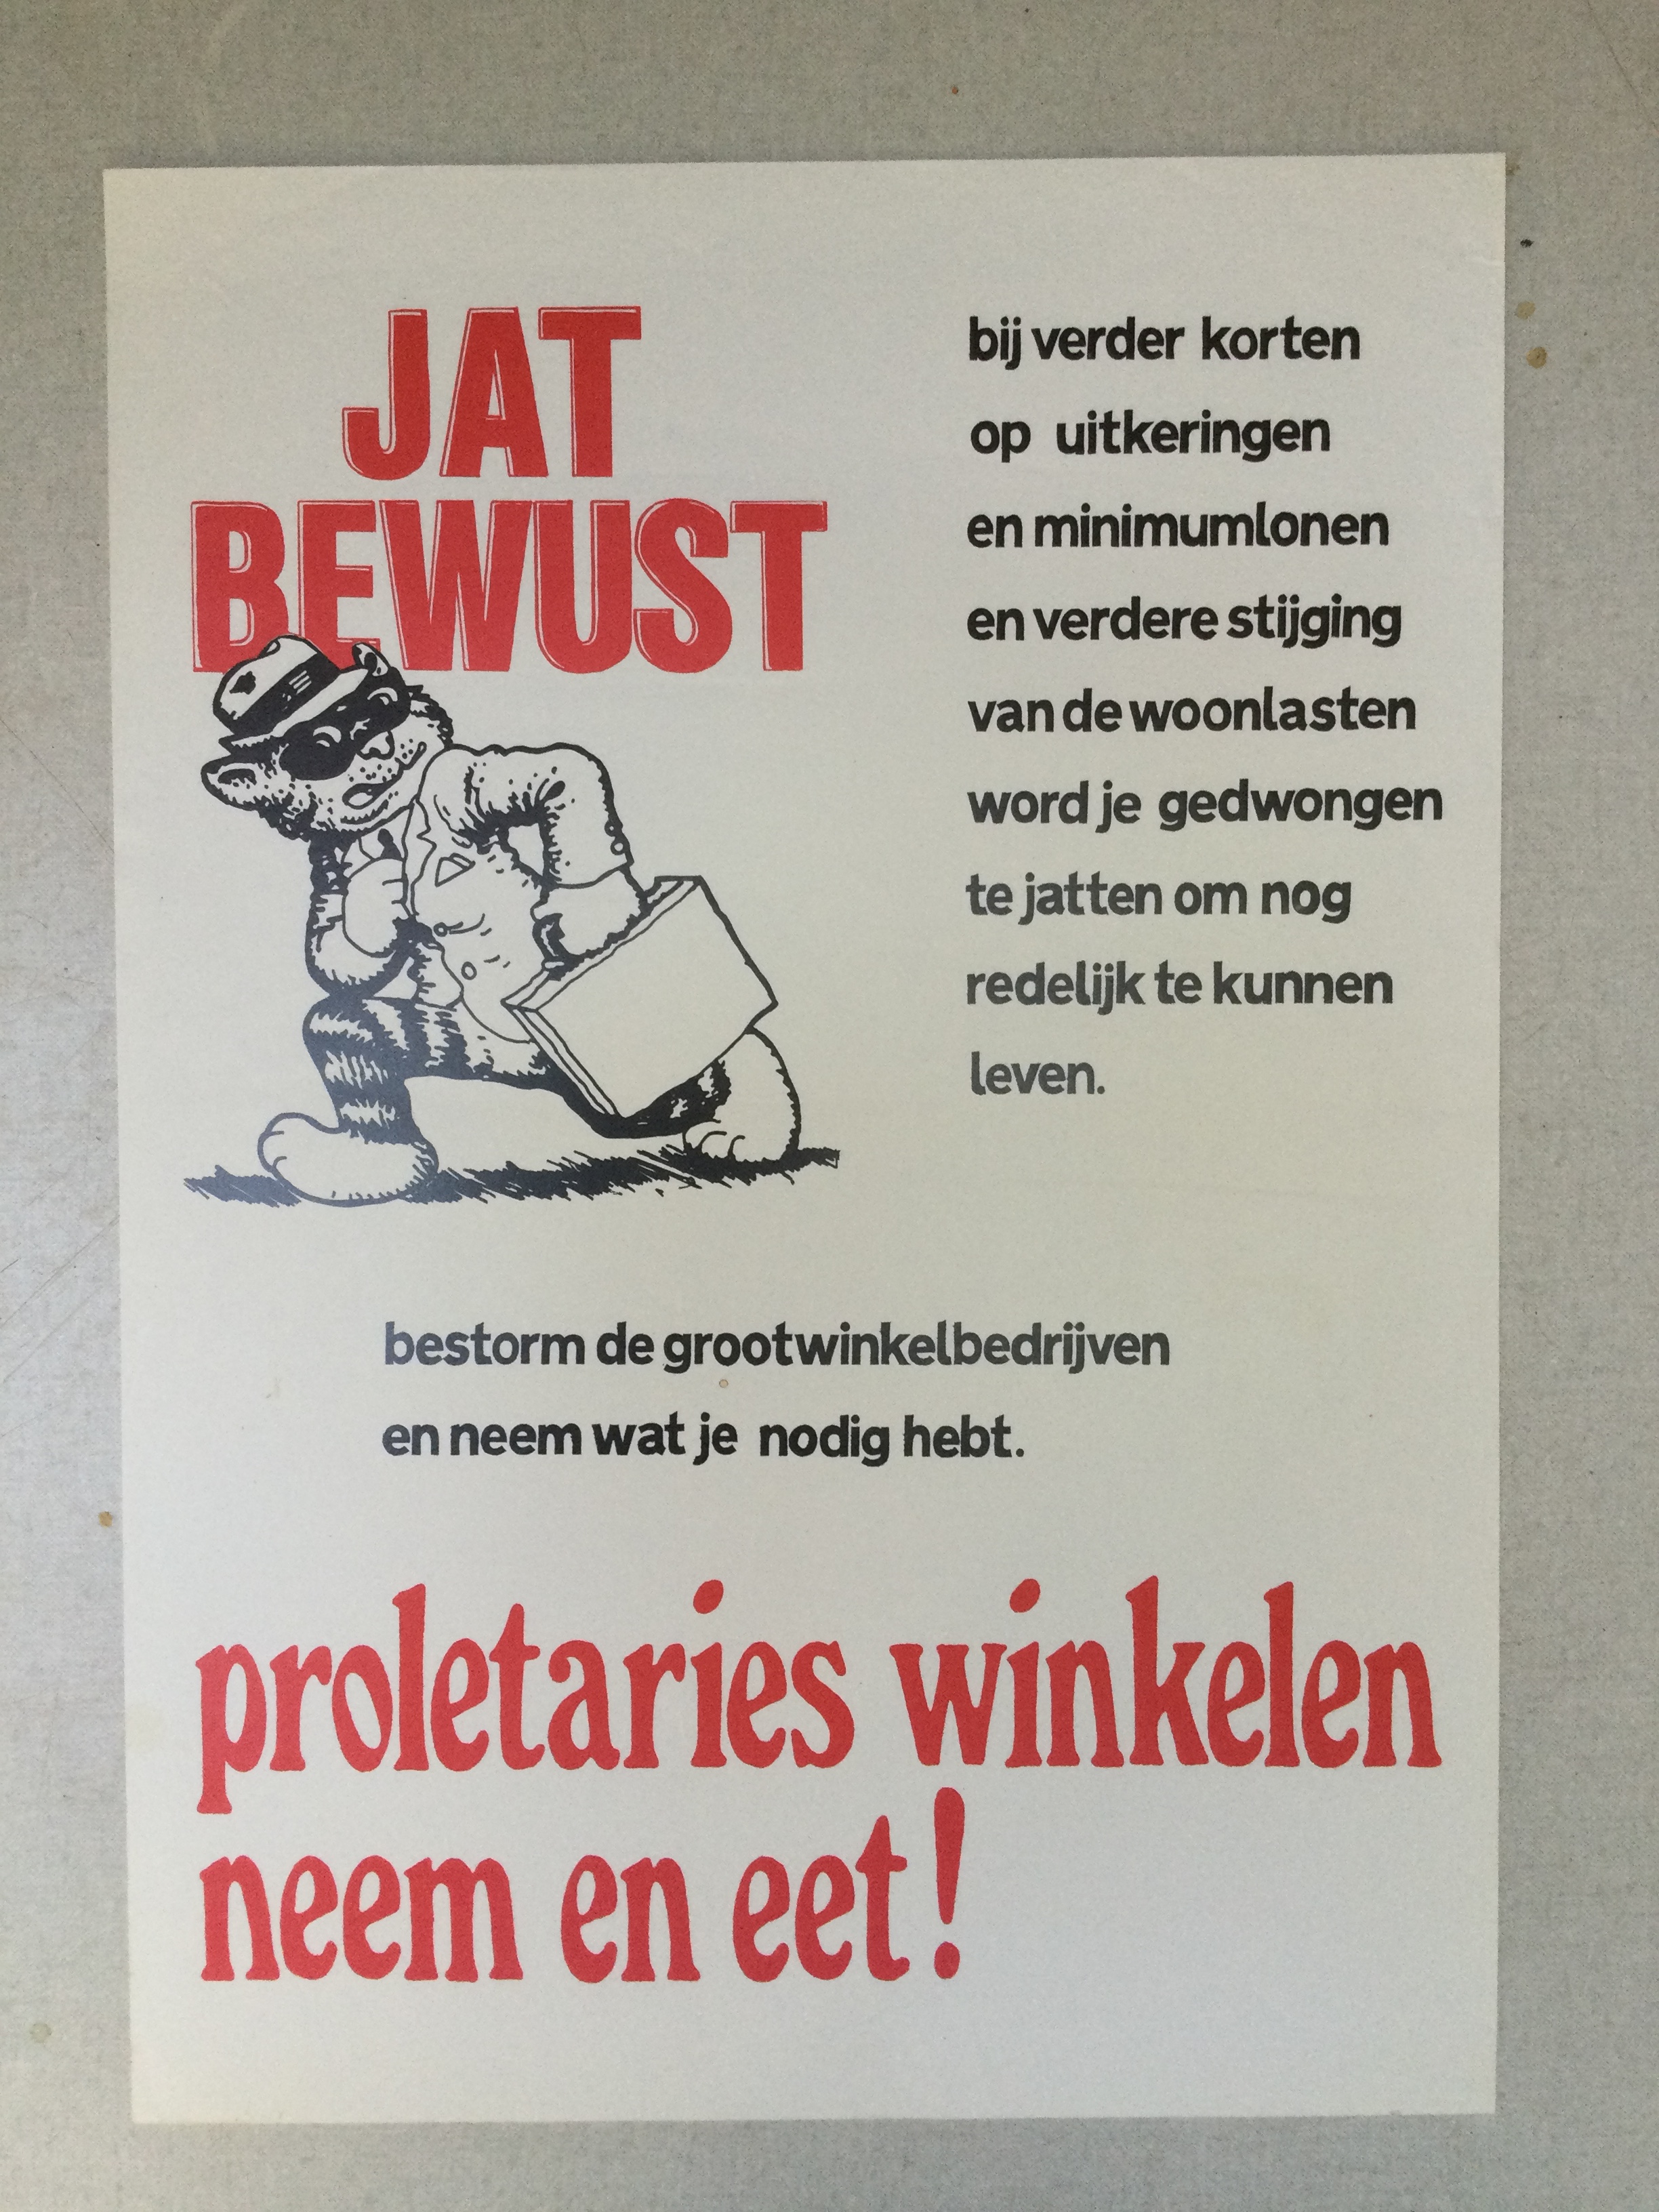 JAT
BEWUST
bij verder korten
op uitkeringen
en minimumlonen
en verdere stijging
van de woonlasten
word je gedwongen
te jatten om nog
redelijk te kunnen
leven.
bestorm de grootwinkelbedrijven
en neem wat je nodig hebt.
proletaries winkelen
neem en eet!